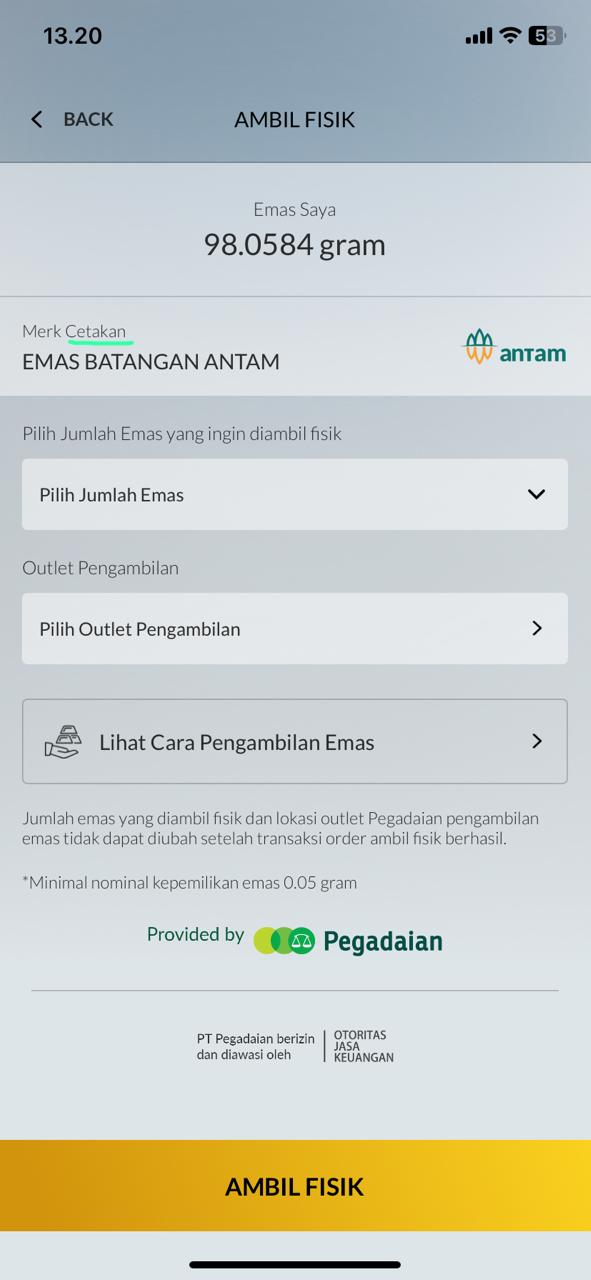 13.20
53
BACK
AMBIL FISIK
Emas Saya
98.0584 gram
Merk Cetakan
EMAS BATANGAN ANTAM
antam
Pilih Jumlah Emas yang ingin diambil fisik
Pilih Jumlah Emas
Outlet Pengambilan
Pilih Outlet Pengambilan
Lihat Cara Pengambilan Emas
Jumlah emas yang diambil fisik dan lokasi outlet Pegadaian pengambilan
emas tidak dapat diubah setelah transaksi order ambil fisik berhasil.
*Minimal nominal kepemilikan emas 0.05 gram
Provided by Pegadaian
PT Pegadaian berizin
dan diawasi oleh
OTORITAS
JASA
KEUANGAN
AMBIL FISIK